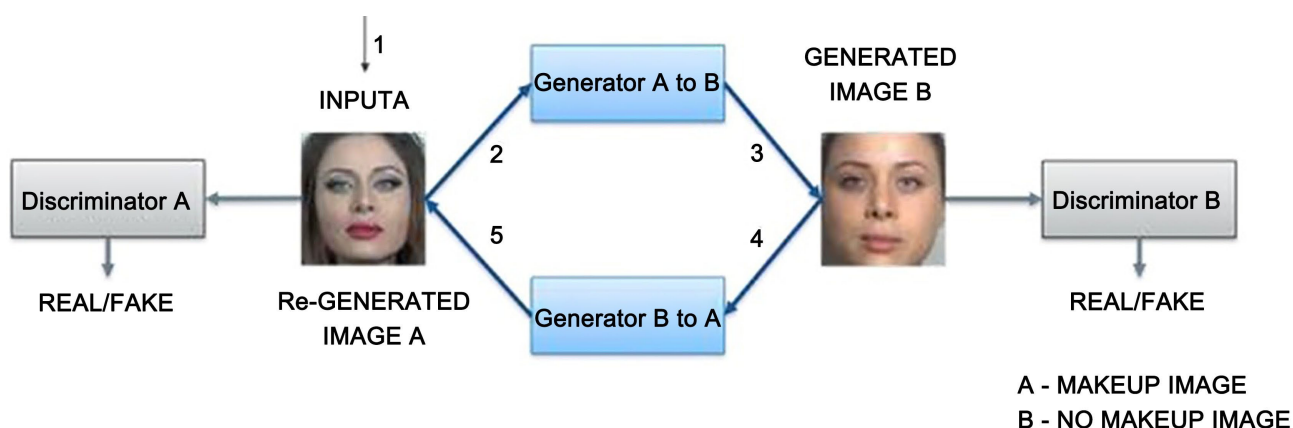 1
INPUTA
Generator A to B
GENERATED
IMAGE B
2
3
Discriminator A
Discriminator B
5
4
REAL/FAKE
Re-GENERATED
IMAGE A
Generator B to A
REAL/FAKE
A - MAKEUP IMAGE
B - NO MAKEUP IMAGE